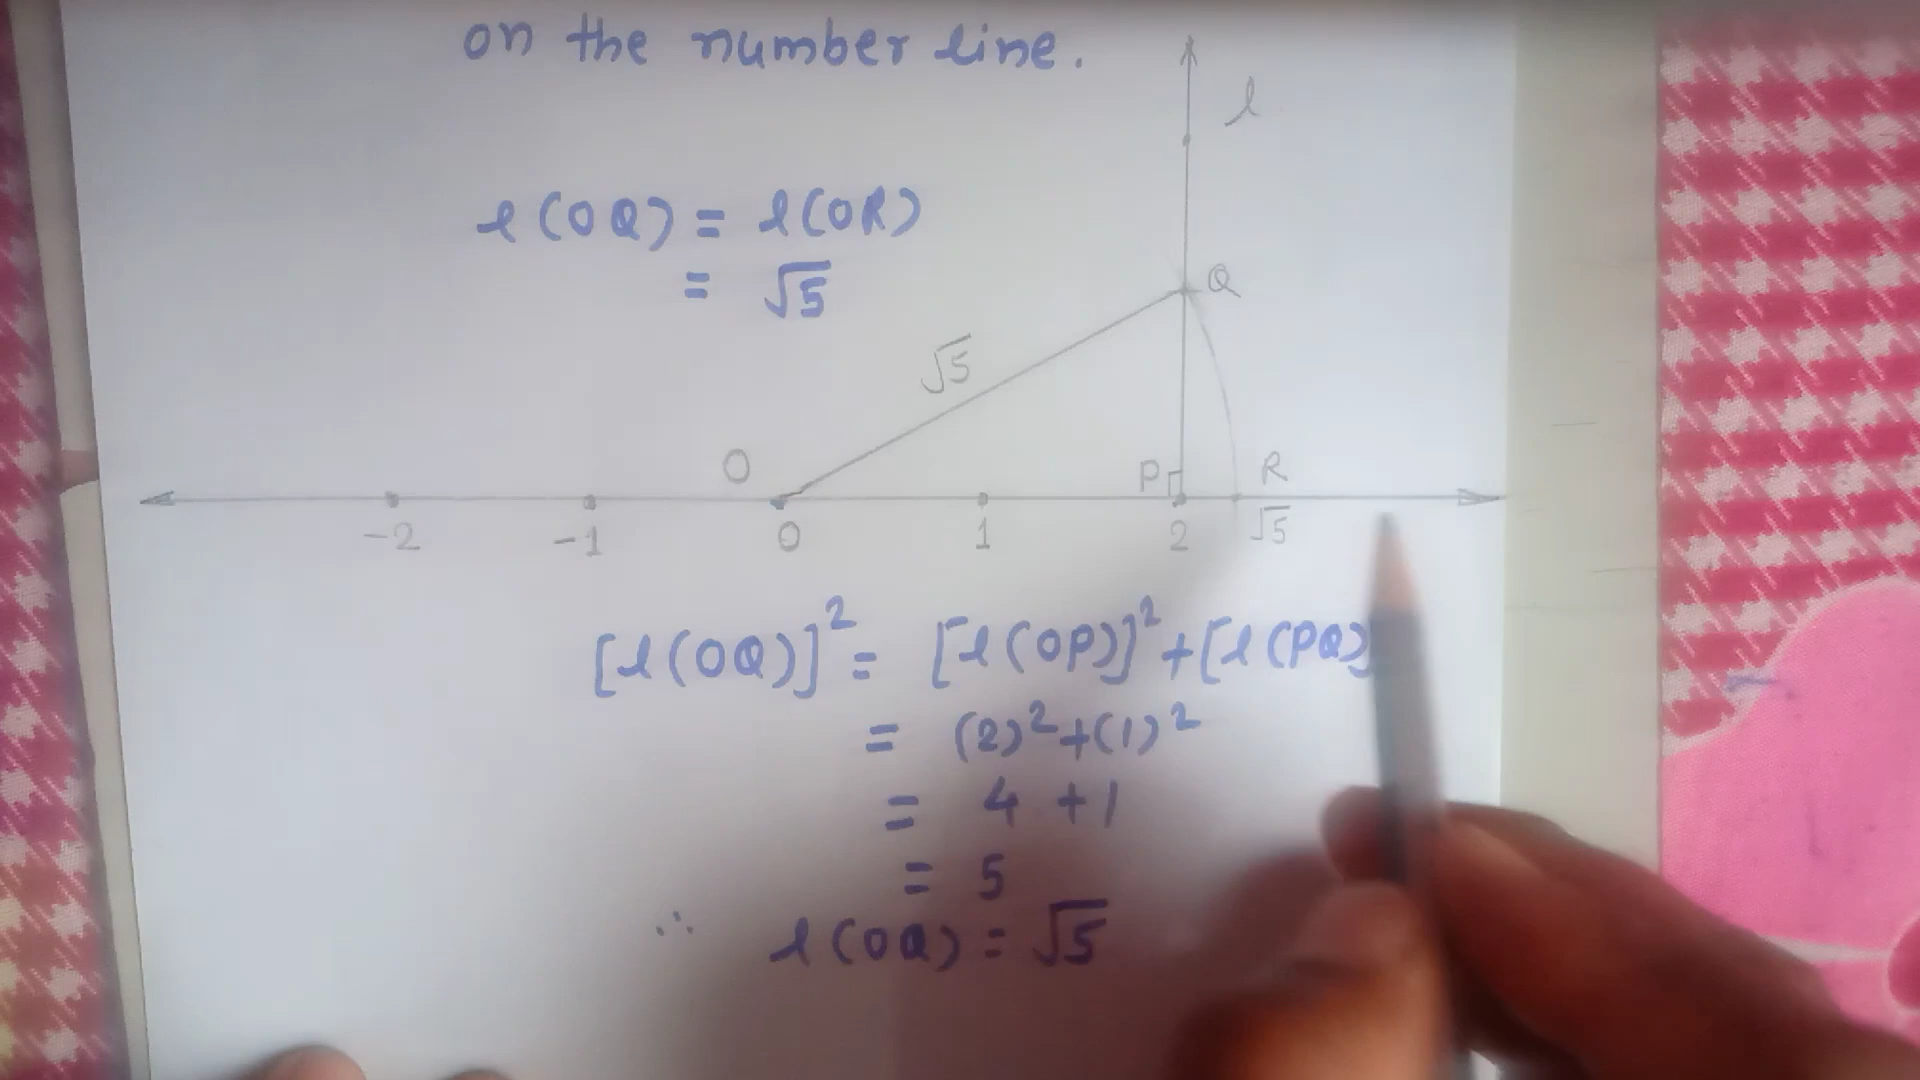 on the number line.
l
l(OQ) = l(OR)
= √5
Q
√5
O P R
-2 -1 0 1 2 √5
[l(OQ)]² = [l(OP)]² + [l(PQ)]
= (2)² + (1)²
= 4 + 1
= 5
∴ l(OQ) = √5